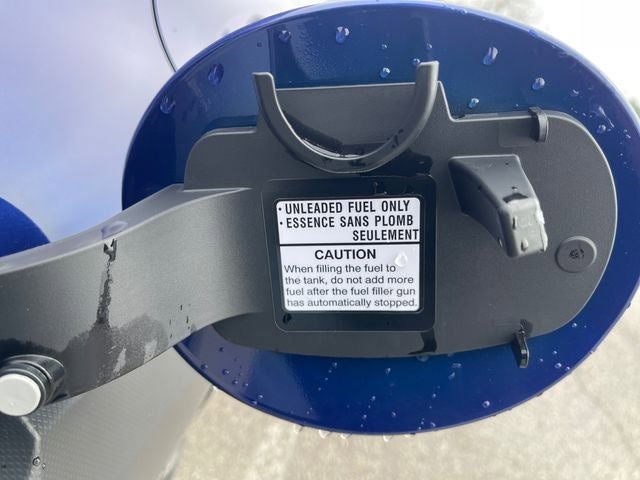 · UNLEADED FUEL ONLY
· ESSENCE SANS PLOMB
SEULEMENT
CAUTION
When filling the fuel to
the tank, do not add more
fuel after the fuel filler gun
has automatically stopped.